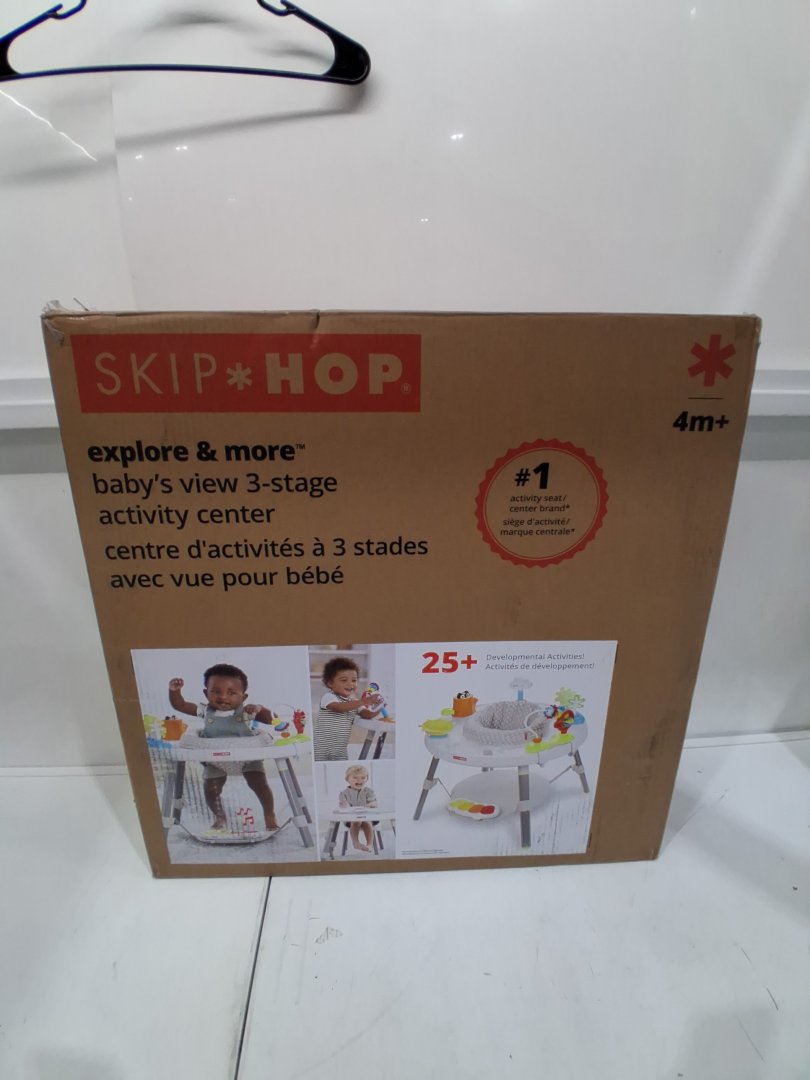 SKIP*HOP®
4m+
explore & more™
baby's view 3-stage
activity center
centre d'activités à 3 stades
avec vue pour bébé
#1
activity seat/
center brand*
siège d'activité/
marque centrale*
25+
Developmental Activities!
Activités de développement!